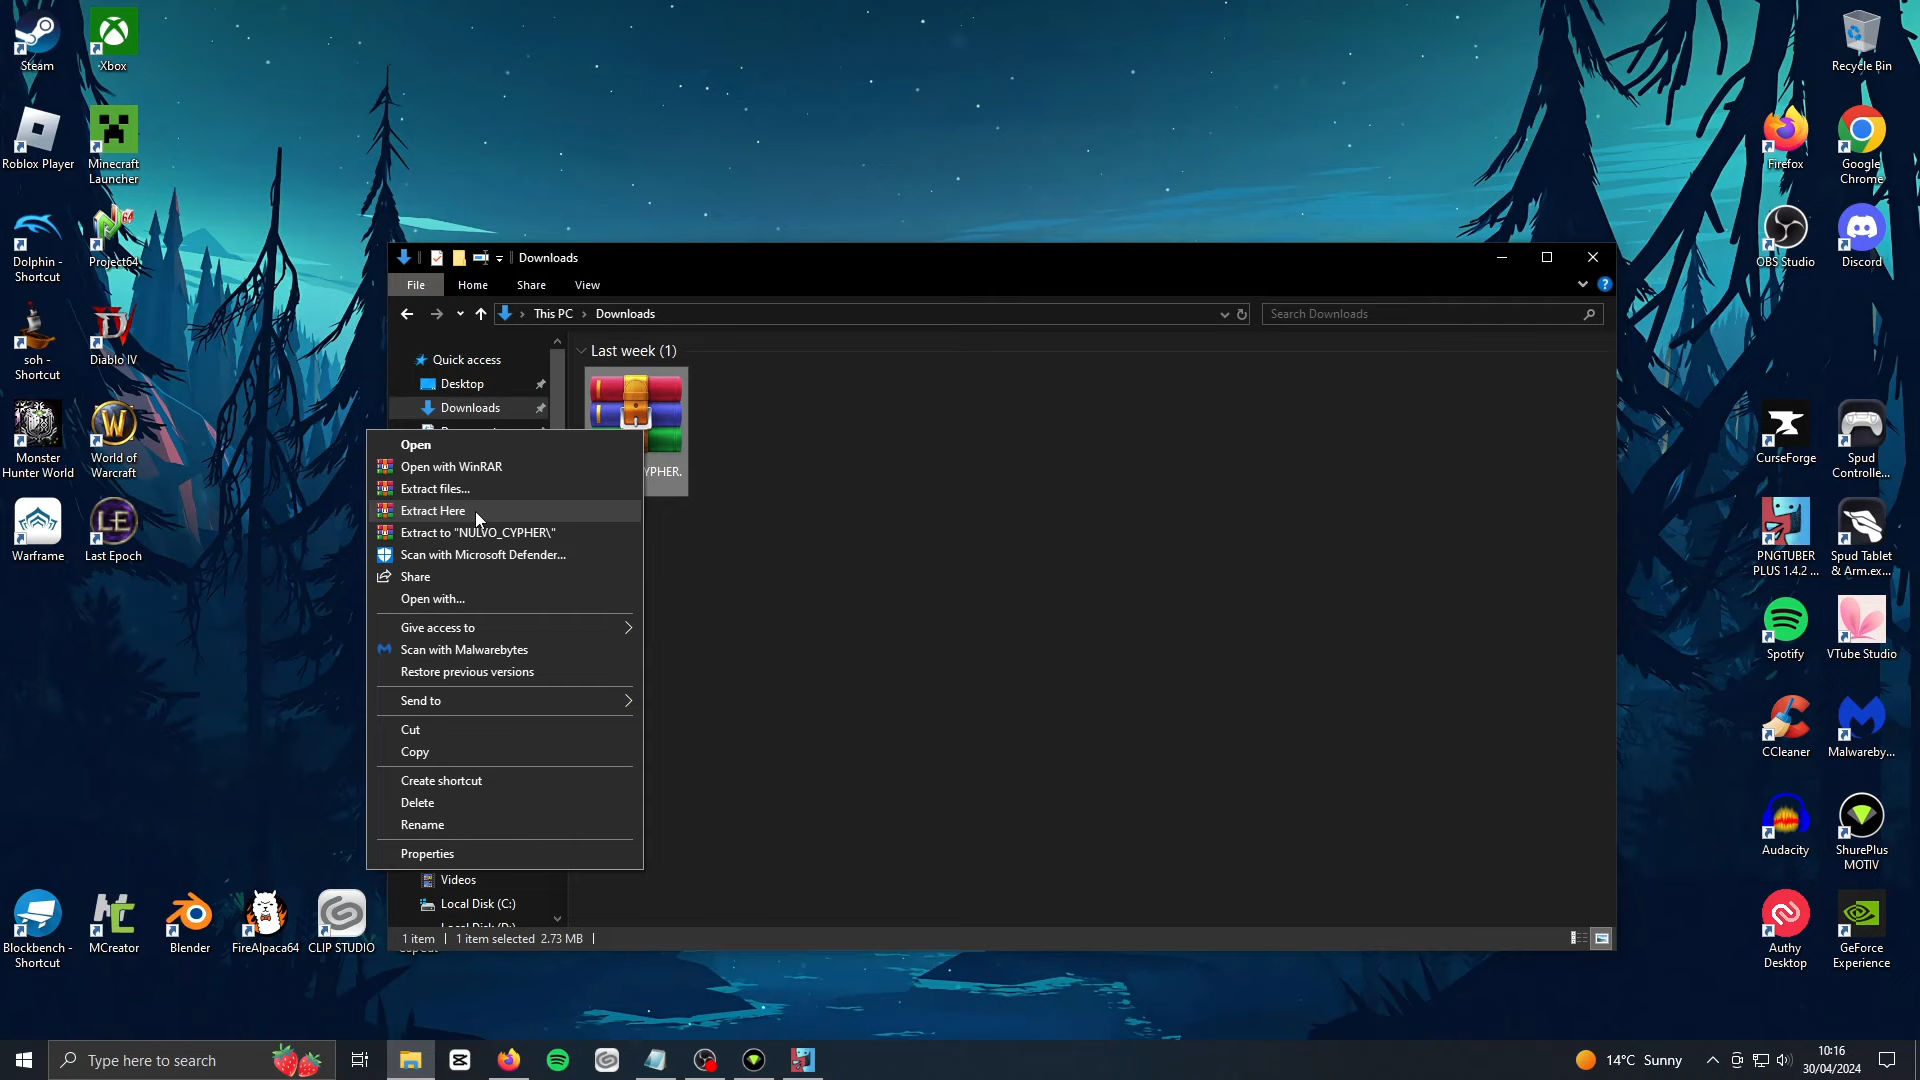 Steam
Xbox
Roblox Player
Minecraft
Launcher
Dolphin -
Shortcut
Project64
soh -
Shortcut
Diablo IV
Monster
Hunter World
World of
Warcraft
Warframe
Last Epoch
Blockbench -
Shortcut
MCreator
Blender
FireAlpaca64
CLIP STUDIO
Downloads
File
Home
Share
View
This PC
Downloads
Search Downloads
Quick access
Desktop
Downloads
Last week (1)
YPHER.
Open
Open with WinRAR
Extract files...
Extract Here
Extract to "NULVO_CYPHER\"
Scan with Microsoft Defender...
Share
Open with...
Give access to
Scan with Malwarebytes
Restore previous versions
Send to
Cut
Copy
Create shortcut
Delete
Rename
Properties
Videos
Local Disk (C:)
1 item
1 item selected 2.73 MB
Recycle Bin
Firefox
Google
Chrome
OBS Studio
Discord
CurseForge
Spud
Controlle...
PNGTUBER
PLUS 1.4.2 ...
Spud Tablet
& Arm.ex...
Spotify
VTube Studio
CCleaner
Malwareby...
Audacity
ShurePlus
MOTIV
Authy
Desktop
GeForce
Experience
Type here to search
14°C Sunny
10:16
30/04/2024